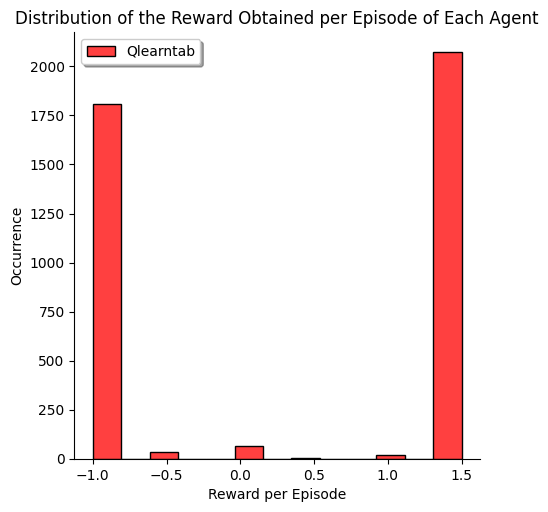 Distribution of the Reward Obtained per Episode of Each Agent
Qlearntab
2000
1750
1500
1250
1000
750
500
250
0
Occurrence
−1.0 −0.5 0.0 0.5 1.0 1.5
Reward per Episode